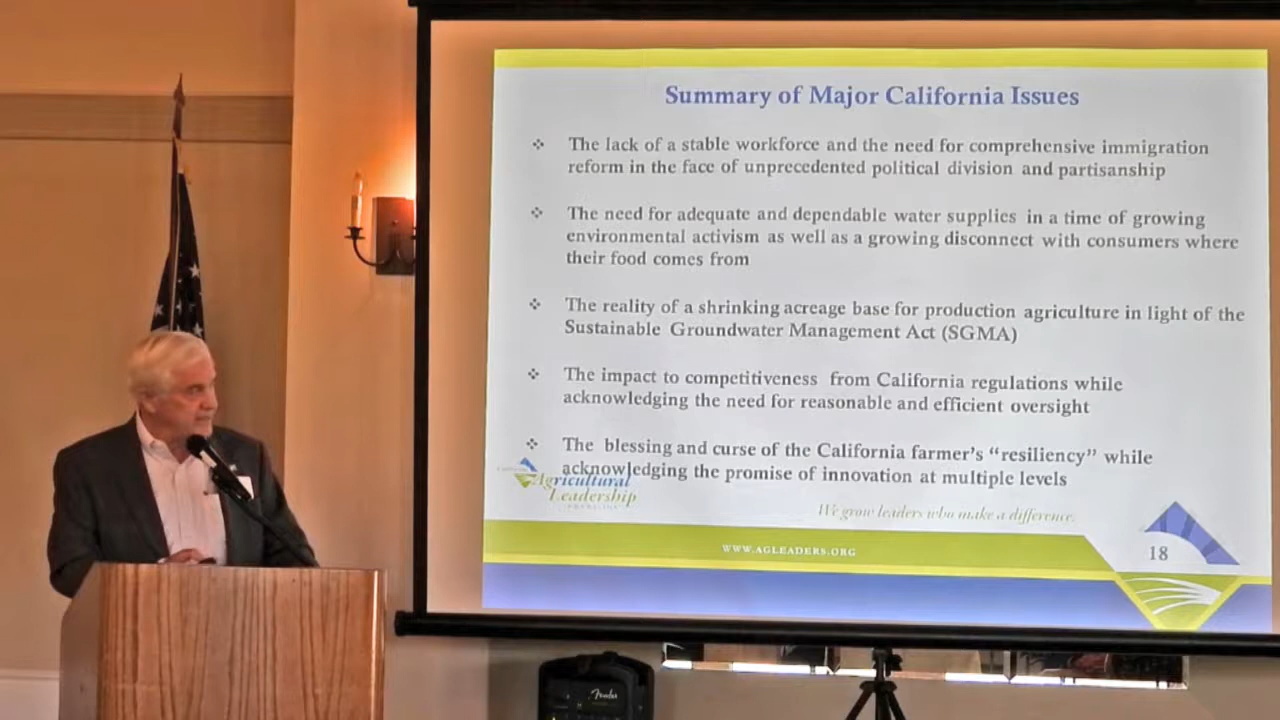 Summary of Major California Issues
The lack of a stable workforce and the need for comprehensive immigration
reform in the face of unprecedented political division and partisanship
The need for adequate and dependable water supplies in a time of growing
environmental activism as well as a growing disconnect with consumers where
their food comes from
The reality of a shrinking acreage base for production agriculture in light of the
Sustainable Groundwater Management Act (SGMA)
The impact to competitiveness from California regulations while
acknowledging the need for reasonable and efficient oversight
The blessing and curse of the California farmer's “resiliency” while
acknowledging the promise of innovation at multiple levels
Agricultural
Leadership
We grow leaders who make a difference.
WWW.AGLEADERS.ORG
18
Fender